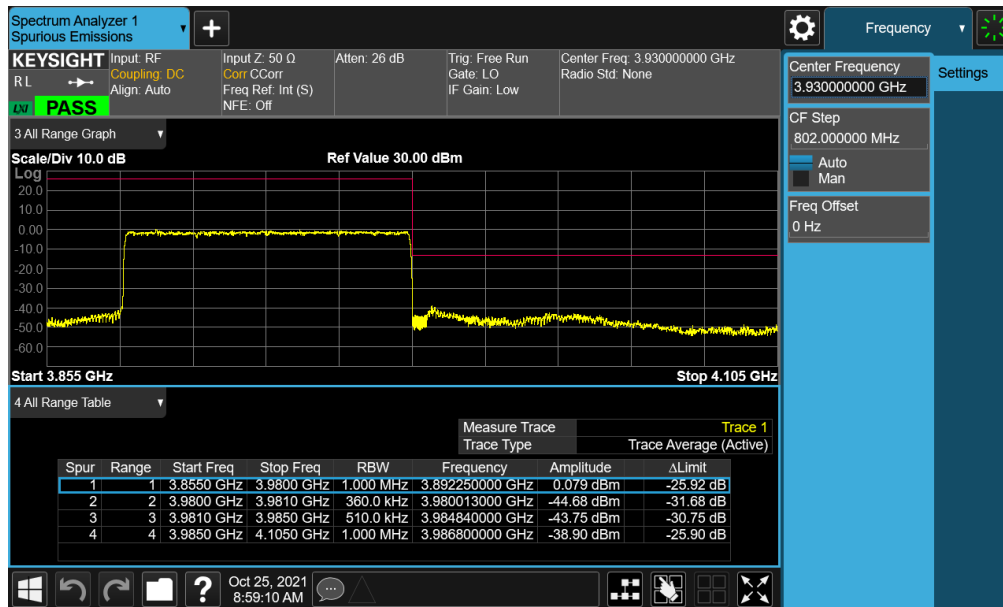 Spectrum Analyzer 1
Spurious Emissions
Frequency
KEYSIGHT
R L
LXI
PASS
Input: RF
Coupling: DC
Align: Auto
Input Z: 50 Ω
Corr CCorr
Freq Ref: Int (S)
NFE: Off
Atten: 26 dB
Trig: Free Run
Gate: LO
IF Gain: Low
Center Freq: 3.930000000 GHz
Radio Std: None
Center Frequency
3.930000000 GHz
Settings
CF Step
802.000000 MHz
Auto
Man
Freq Offset
0 Hz
3 All Range Graph
Scale/Div 10.0 dB Ref Value 30.00 dBm
Log
20.0
10.0
0.00
-10.0
-20.0
-30.0
-40.0
-50.0
-60.0
Start 3.855 GHz Stop 4.105 GHz
4 All Range Table
Measure Trace Trace 1
Trace Type Trace Average (Active)
Spur Range Start Freq Stop Freq RBW Frequency Amplitude ΔLimit
1 1 3.8550 GHz 3.9800 GHz 1.000 MHz 3.892250000 GHz 0.079 dBm -25.92 dB
2 2 3.9800 GHz 3.9810 GHz 360.0 kHz 3.980013000 GHz -44.68 dBm -31.68 dB
3 3 3.9810 GHz 3.9850 GHz 510.0 kHz 3.984840000 GHz -43.75 dBm -30.75 dB
4 4 3.9850 GHz 4.1050 GHz 1.000 MHz 3.986800000 GHz -38.90 dBm -25.90 dB
Oct 25, 2021
8:59:10 AM